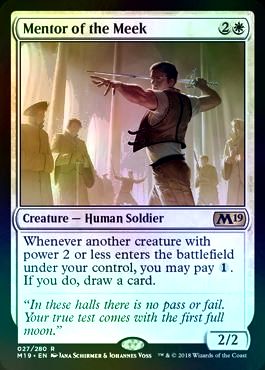 Mentor of the Meek 2
Creature — Human Soldier M19
Whenever another creature with
power 2 or less enters the battlefield
under your control, you may pay 1.
If you do, draw a card.
“In these halls there is no pass or fail.
Your true test comes with the first full
moon.”
2/2
027/280 R
M19 • EN Jana Schirmer & Johannes Voss ™ & © 2018 Wizards of the Coast